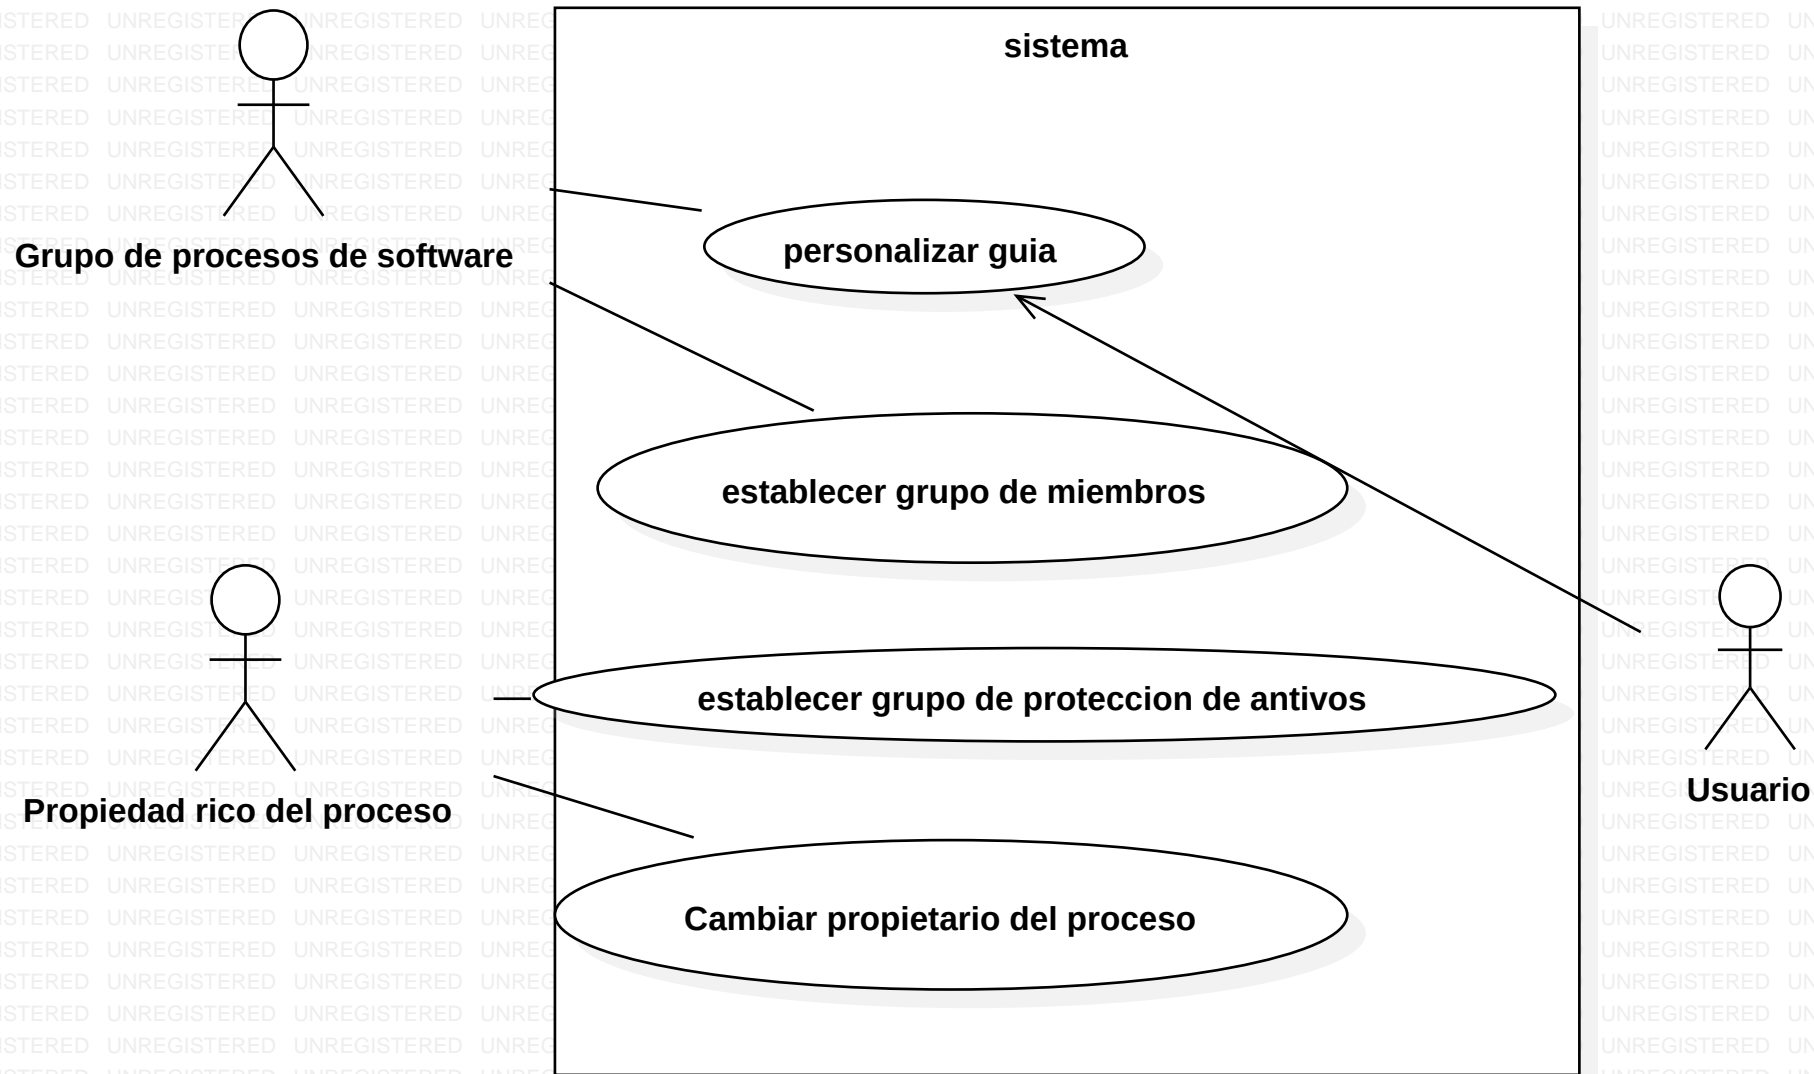 sistema
Grupo de procesos de software
personalizar guia
establecer grupo de miembros
establecer grupo de proteccion de antivos
Propiedad rico del proceso
Usuario
Cambiar propietario del proceso
UNREGISTERED